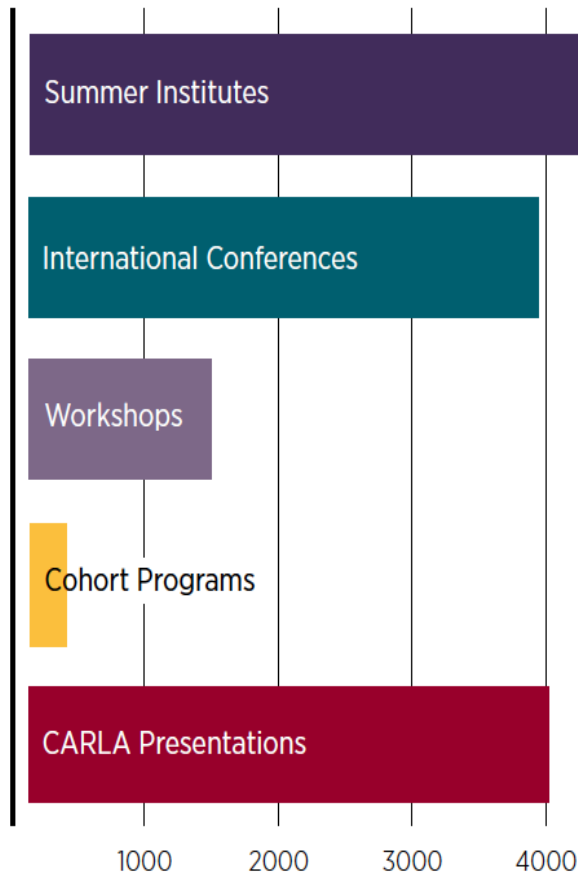 Summer Institutes
International Conferences
Workshops
Cohort Programs
CARLA Presentations
1000 2000 3000 4000